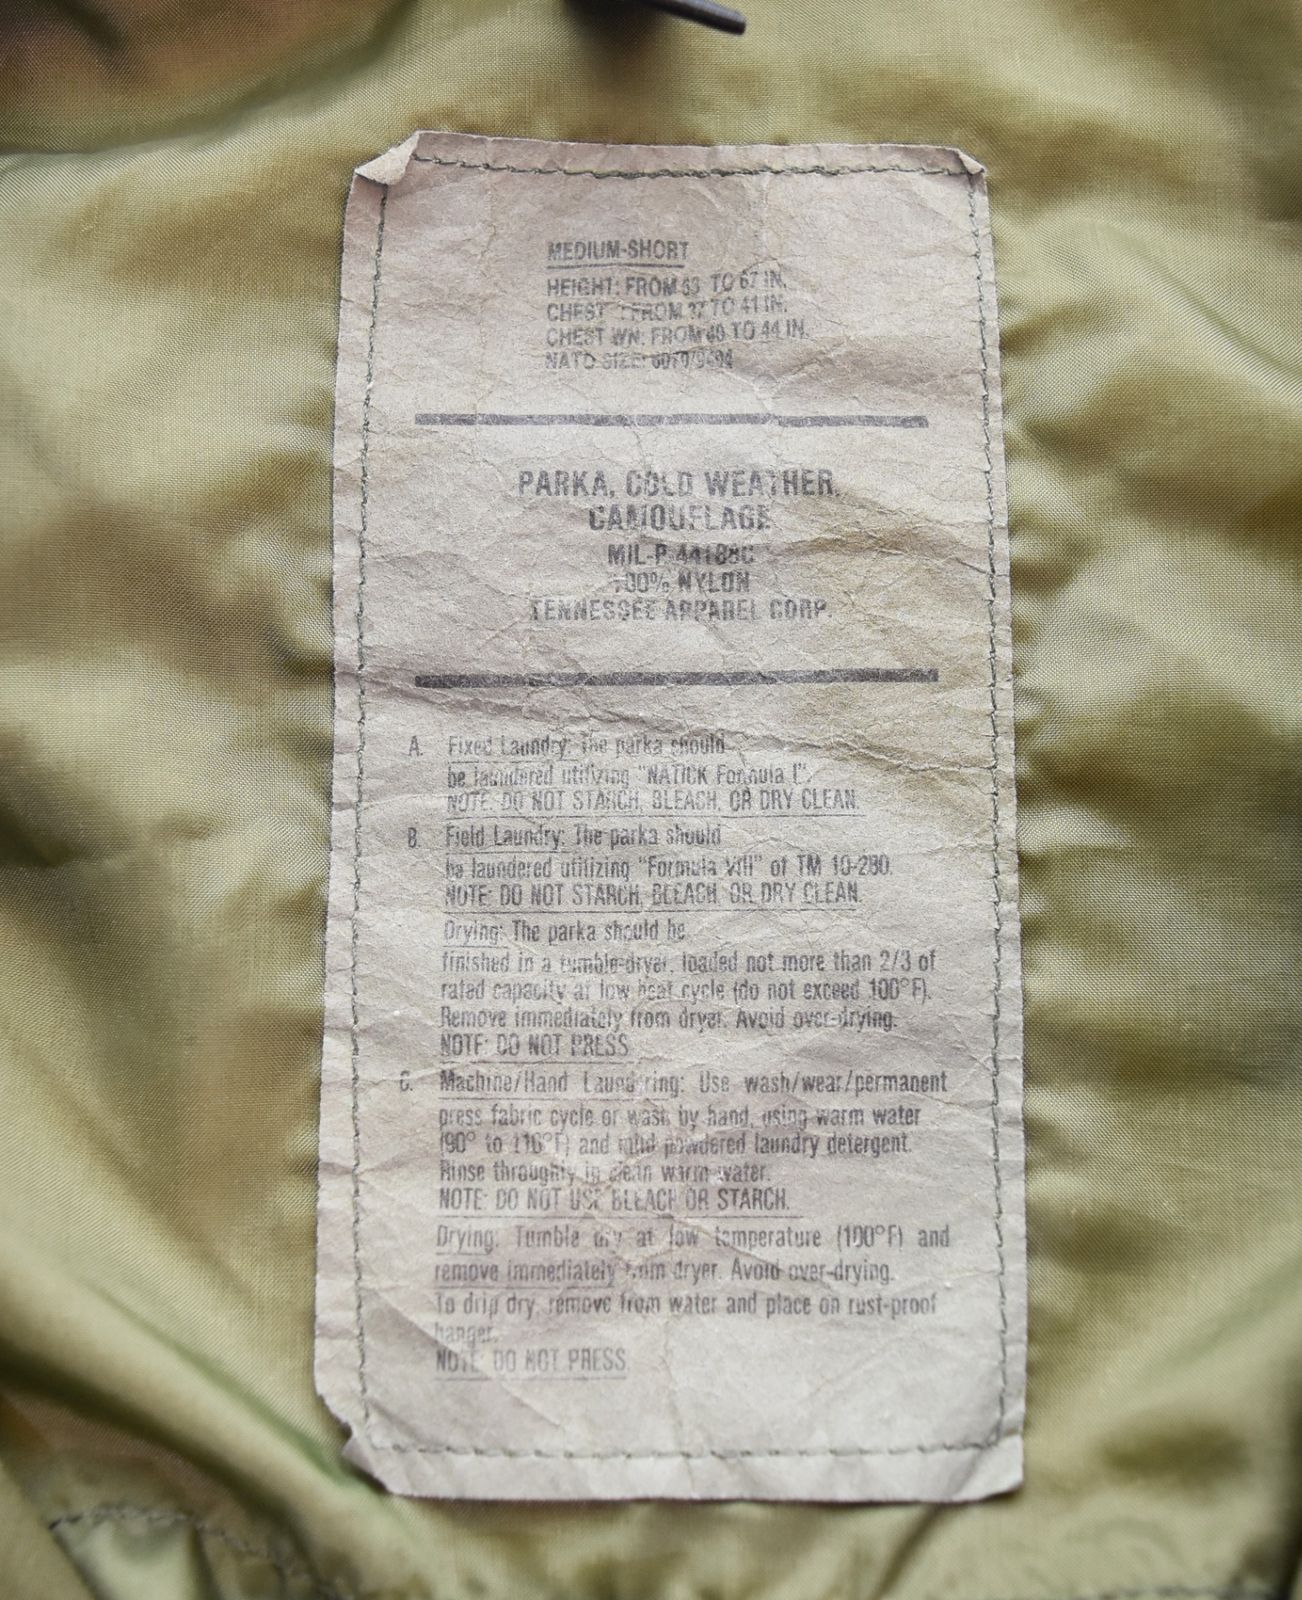 MEDIUM-SHORT
HEIGHT: FROM 63 TO 67 IN.
CHEST : FROM 37 TO 41 IN.
CHEST WN: FROM 40 TO 44 IN.
NATO SIZE:
PARKA, COLD WEATHER,
CAMOUFLAGE
MIL-P-44188C
100% NYLON
TENNESSEE APPAREL CORP.
A. Fixed Laundry: The parka should
be laundered utilizing "NATICK Formula I".
NOTE: DO NOT STARCH, BLEACH, OR DRY CLEAN.
B. Field Laundry: The parka should
be laundered utilizing "Formula VIII" of TM 10-280.
NOTE: DO NOT STARCH, BLEACH, OR DRY CLEAN.
Drying: The parka should be
finished in a tumble-dryer, loaded not more than 2/3 of
rated capacity at low heat cycle (do not exceed 100°F).
Remove immediately from dryer. Avoid over-drying.
NOTE: DO NOT PRESS
C. Machine/Hand Laundering: Use wash/wear/permanent
press fabric cycle or wash by hand, using warm water
(90° to 110°F) and mild powdered laundry detergent.
Rinse throughly in clean warm water.
NOTE: DO NOT USE BLEACH OR STARCH.
Drying: Tumble dry at low temperature (100°F) and
remove immediately from dryer. Avoid over-drying.
To drip dry, remove from water and place on rust-proof
hanger.
NOTE: DO NOT PRESS.